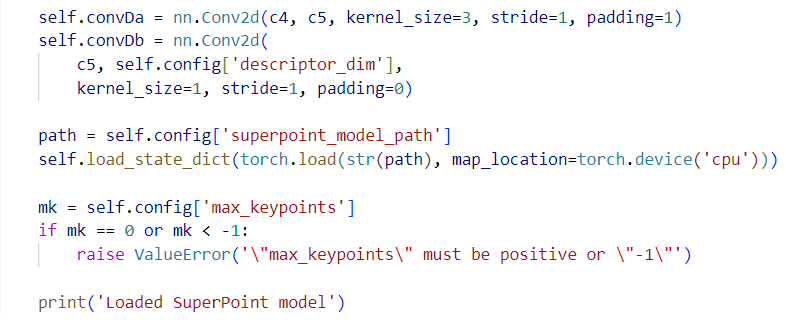 self.convDa = nn.Conv2d(c4, c5, kernel_size=3, stride=1, padding=1)
self.convDb = nn.Conv2d(
    c5, self.config['descriptor_dim'],
    kernel_size=1, stride=1, padding=0)

path = self.config['superpoint_model_path']
self.load_state_dict(torch.load(str(path), map_location=torch.device('cpu')))

mk = self.config['max_keypoints']
if mk == 0 or mk < -1:
    raise ValueError('\"max_keypoints\" must be positive or \"-1\"')

print('Loaded SuperPoint model')